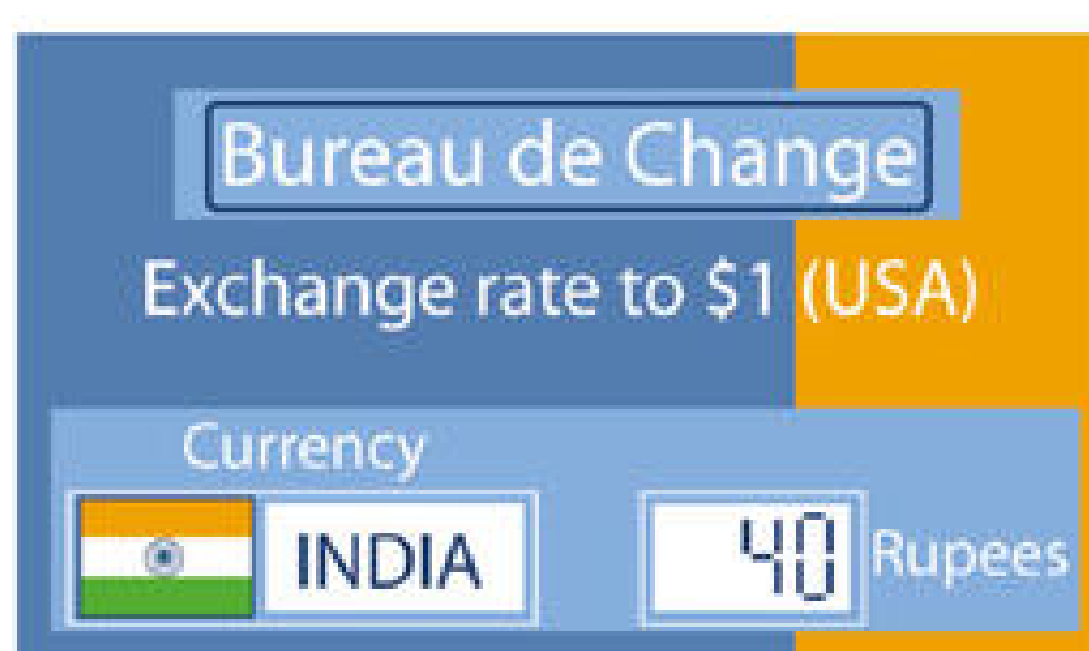 Bureau de Change
Exchange rate to $1 (USA)
Currency
INDIA 40 Rupees